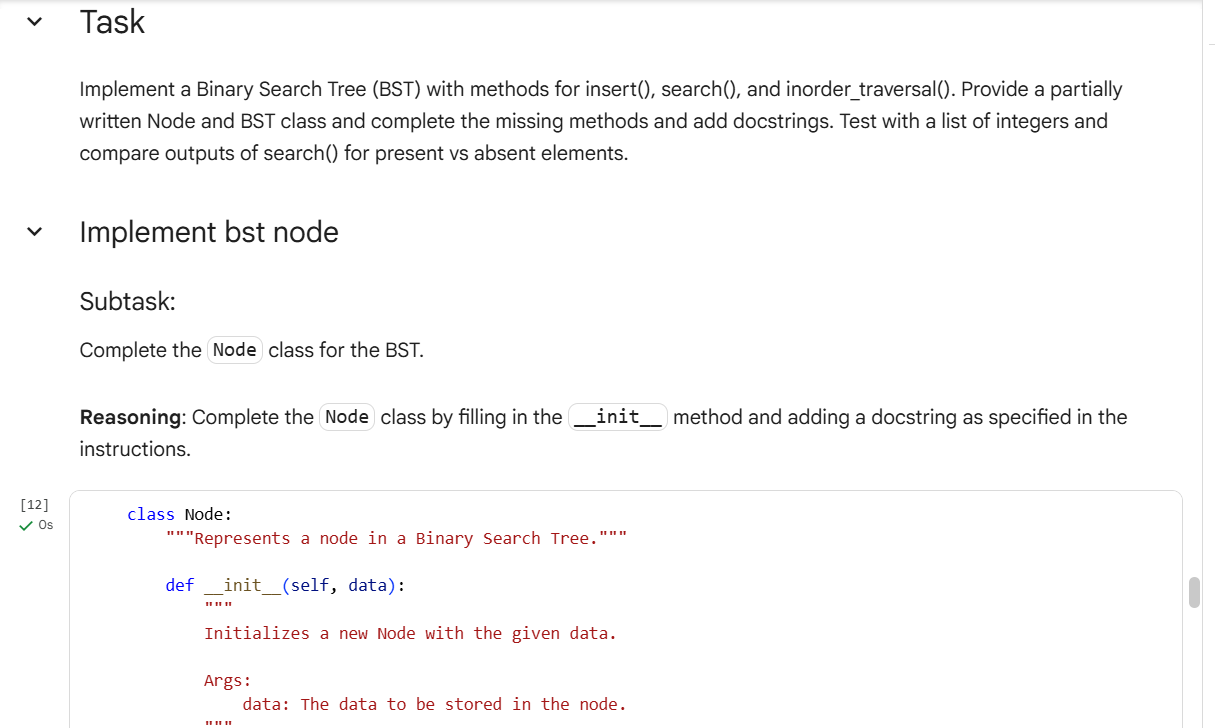 Task
Implement a Binary Search Tree (BST) with methods for insert(), search(), and inorder_traversal(). Provide a partially
written Node and BST class and complete the missing methods and add docstrings. Test with a list of integers and
compare outputs of search() for present vs absent elements.
Implement bst node
Subtask:
Complete the Node class for the BST.
Reasoning: Complete the Node class by filling in the __init__ method and adding a docstring as specified in the
instructions.
[12]
0s
class Node:
    """Represents a node in a Binary Search Tree."""
    def __init__(self, data):
        """
        Initializes a new Node with the given data.
        Args:
            data: The data to be stored in the node.
        """